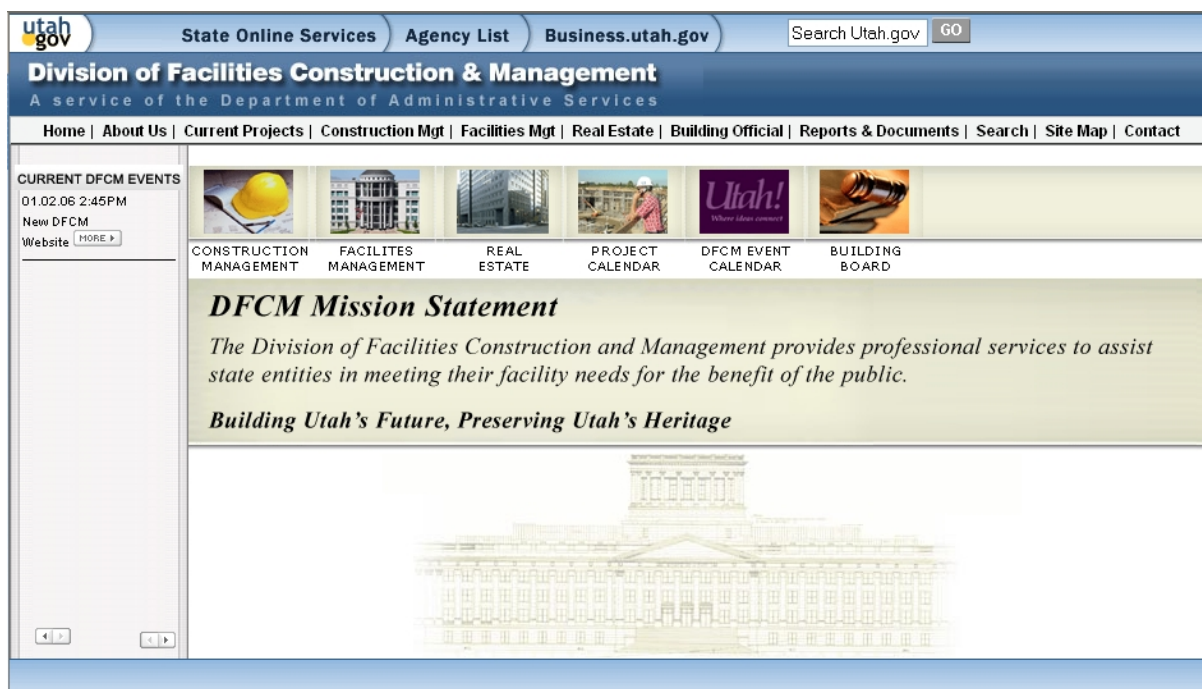 utah
gov
State Online Services
Agency List
Business.utah.gov
Search Utah.gov
GO
Division of Facilities Construction & Management
A service of the Department of Administrative Services
Home | About Us | Current Projects | Construction Mgt | Facilities Mgt | Real Estate | Building Official | Reports & Documents | Search | Site Map | Contact
CURRENT DFCM EVENTS
01.02.06 2:45PM
New DFCM
Website MORE
Utah!
Where ideas connect
CONSTRUCTION
MANAGEMENT
FACILITES
MANAGEMENT
REAL
ESTATE
PROJECT
CALENDAR
DFCM EVENT
CALENDAR
BUILDING
BOARD
DFCM Mission Statement
The Division of Facilities Construction and Management provides professional services to assist
state entities in meeting their facility needs for the benefit of the public.
Building Utah's Future, Preserving Utah's Heritage